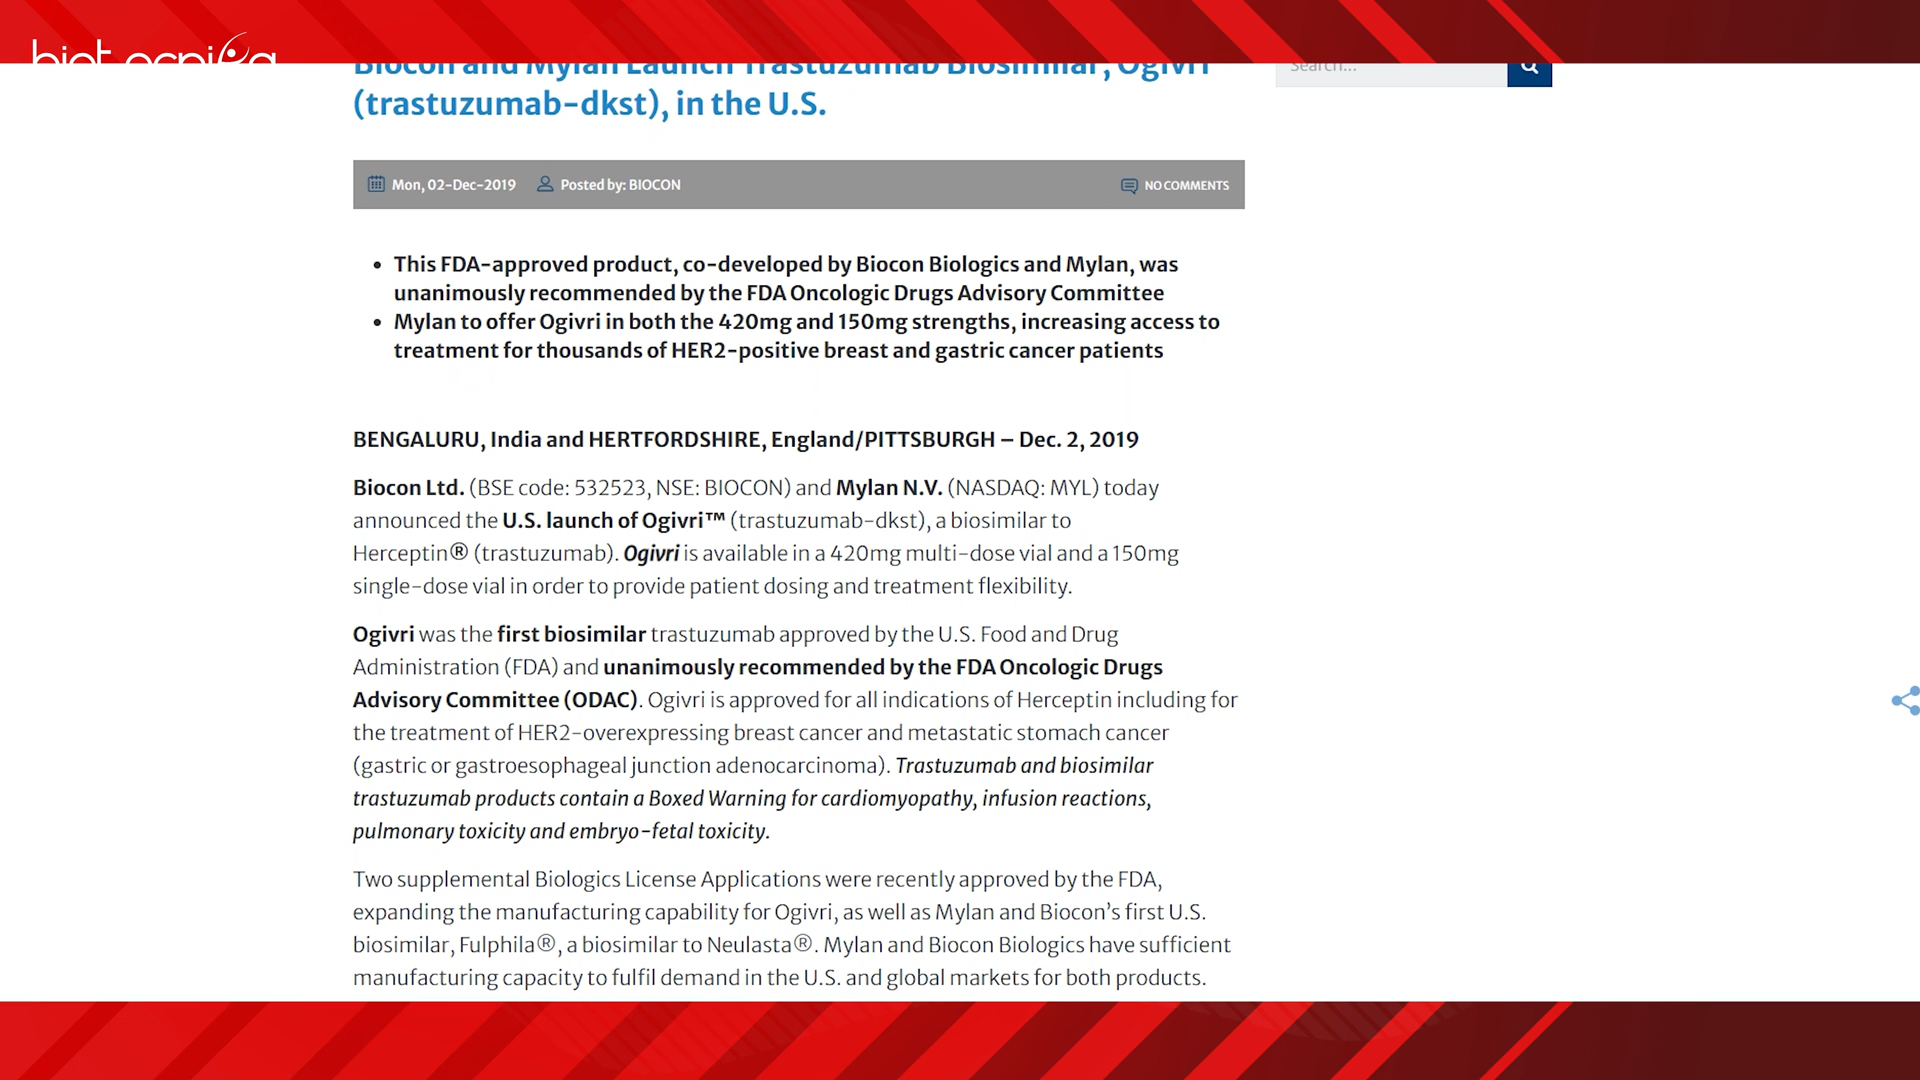 Biocon and Mylan Launch Trastuzumab Biosimilar, Ogivri
Search...
(trastuzumab-dkst), in the U.S.
Mon, 02-Dec-2019 Posted by: BIOCON NO COMMENTS
• This FDA-approved product, co-developed by Biocon Biologics and Mylan, was
unanimously recommended by the FDA Oncologic Drugs Advisory Committee
• Mylan to offer Ogivri in both the 420mg and 150mg strengths, increasing access to
treatment for thousands of HER2-positive breast and gastric cancer patients
BENGALURU, India and HERTFORDSHIRE, England/PITTSBURGH – Dec. 2, 2019
Biocon Ltd. (BSE code: 532523, NSE: BIOCON) and Mylan N.V. (NASDAQ: MYL) today
announced the U.S. launch of Ogivri™ (trastuzumab-dkst), a biosimilar to
Herceptin® (trastuzumab). Ogivri is available in a 420mg multi-dose vial and a 150mg
single-dose vial in order to provide patient dosing and treatment flexibility.
Ogivri was the first biosimilar trastuzumab approved by the U.S. Food and Drug
Administration (FDA) and unanimously recommended by the FDA Oncologic Drugs
Advisory Committee (ODAC). Ogivri is approved for all indications of Herceptin including for
the treatment of HER2-overexpressing breast cancer and metastatic stomach cancer
(gastric or gastroesophageal junction adenocarcinoma). Trastuzumab and biosimilar
trastuzumab products contain a Boxed Warning for cardiomyopathy, infusion reactions,
pulmonary toxicity and embryo-fetal toxicity.
Two supplemental Biologics License Applications were recently approved by the FDA,
expanding the manufacturing capability for Ogivri, as well as Mylan and Biocon’s first U.S.
biosimilar, Fulphila®, a biosimilar to Neulasta®. Mylan and Biocon Biologics have sufficient
manufacturing capacity to fulfil demand in the U.S. and global markets for both products.